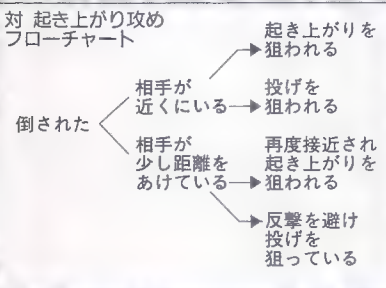 対 起き上がり攻め
フローチャート
倒された
相手が
近くにいる
起き上がりを
狙われる
投げを
狙われる
相手が
少し距離を
あけている
再度接近され
起き上がりを
狙われる
反撃を避け
投げを
狙っている